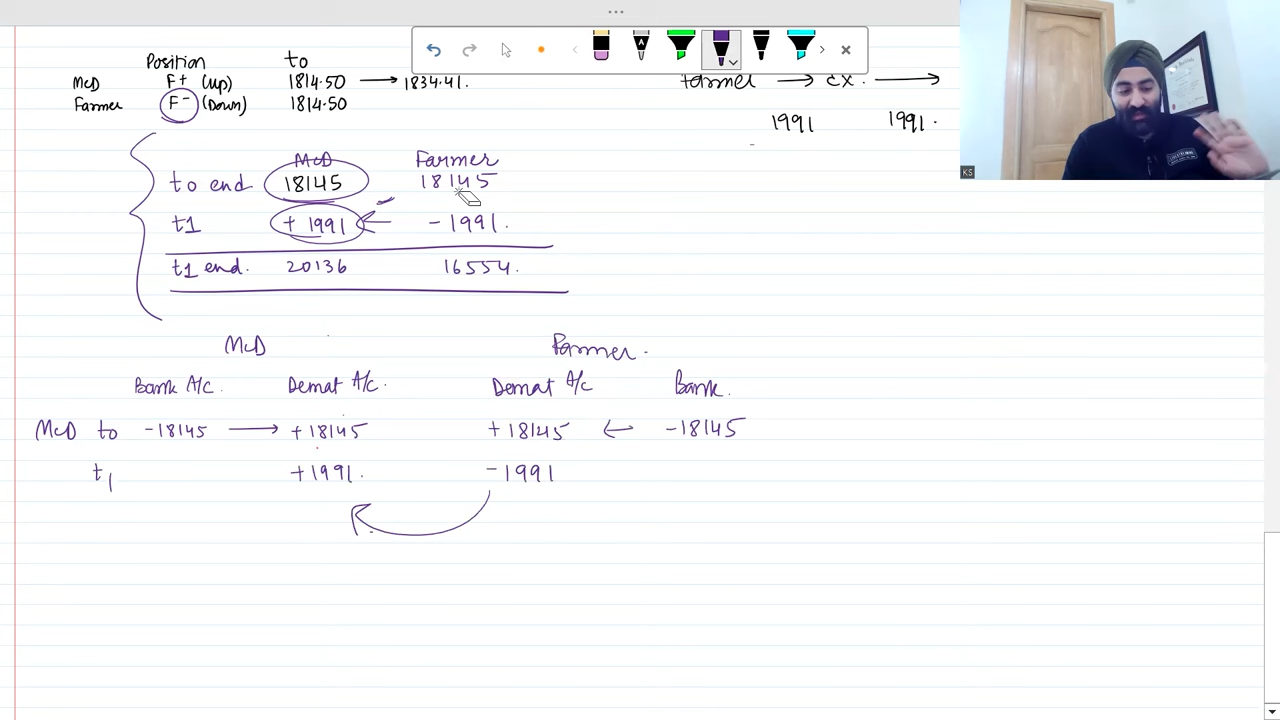 Position to
McD F+ (Up) 1814.50 → 1834.41.
Farmer F- (Down) 1814.50
Farmer → CX. →
1991 1991.
McD Farmer
to end 18145 18145
t1 + 1991 ← - 1991.
t1 end. 20136 16554.
McD Farmer.
Bank A/c. Demat A/c. Demat A/c Bank.
McD to -18145 → +18145 +18145 ← -18145
t1 +1991. -1991
KS